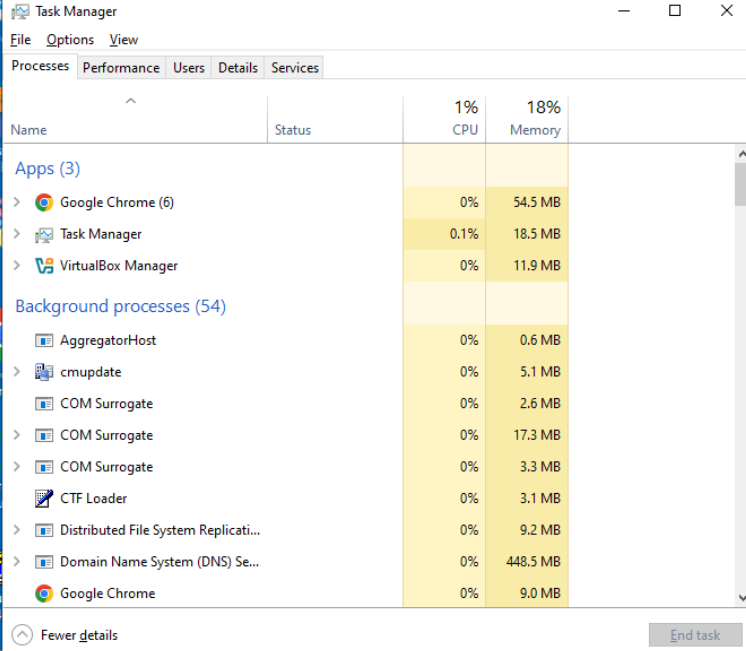 Task Manager
File Options View
Processes Performance Users Details Services
1% 18%
Name Status CPU Memory
Apps (3)
Google Chrome (6) 0% 54.5 MB
Task Manager 0.1% 18.5 MB
VirtualBox Manager 0% 11.9 MB
Background processes (54)
AggregatorHost 0% 0.6 MB
cmupdate 0% 5.1 MB
COM Surrogate 0% 2.6 MB
COM Surrogate 0% 17.3 MB
COM Surrogate 0% 3.3 MB
CTF Loader 0% 3.1 MB
Distributed File System Replicati... 0% 9.2 MB
Domain Name System (DNS) Se... 0% 448.5 MB
Google Chrome 0% 9.0 MB
Fewer details End task